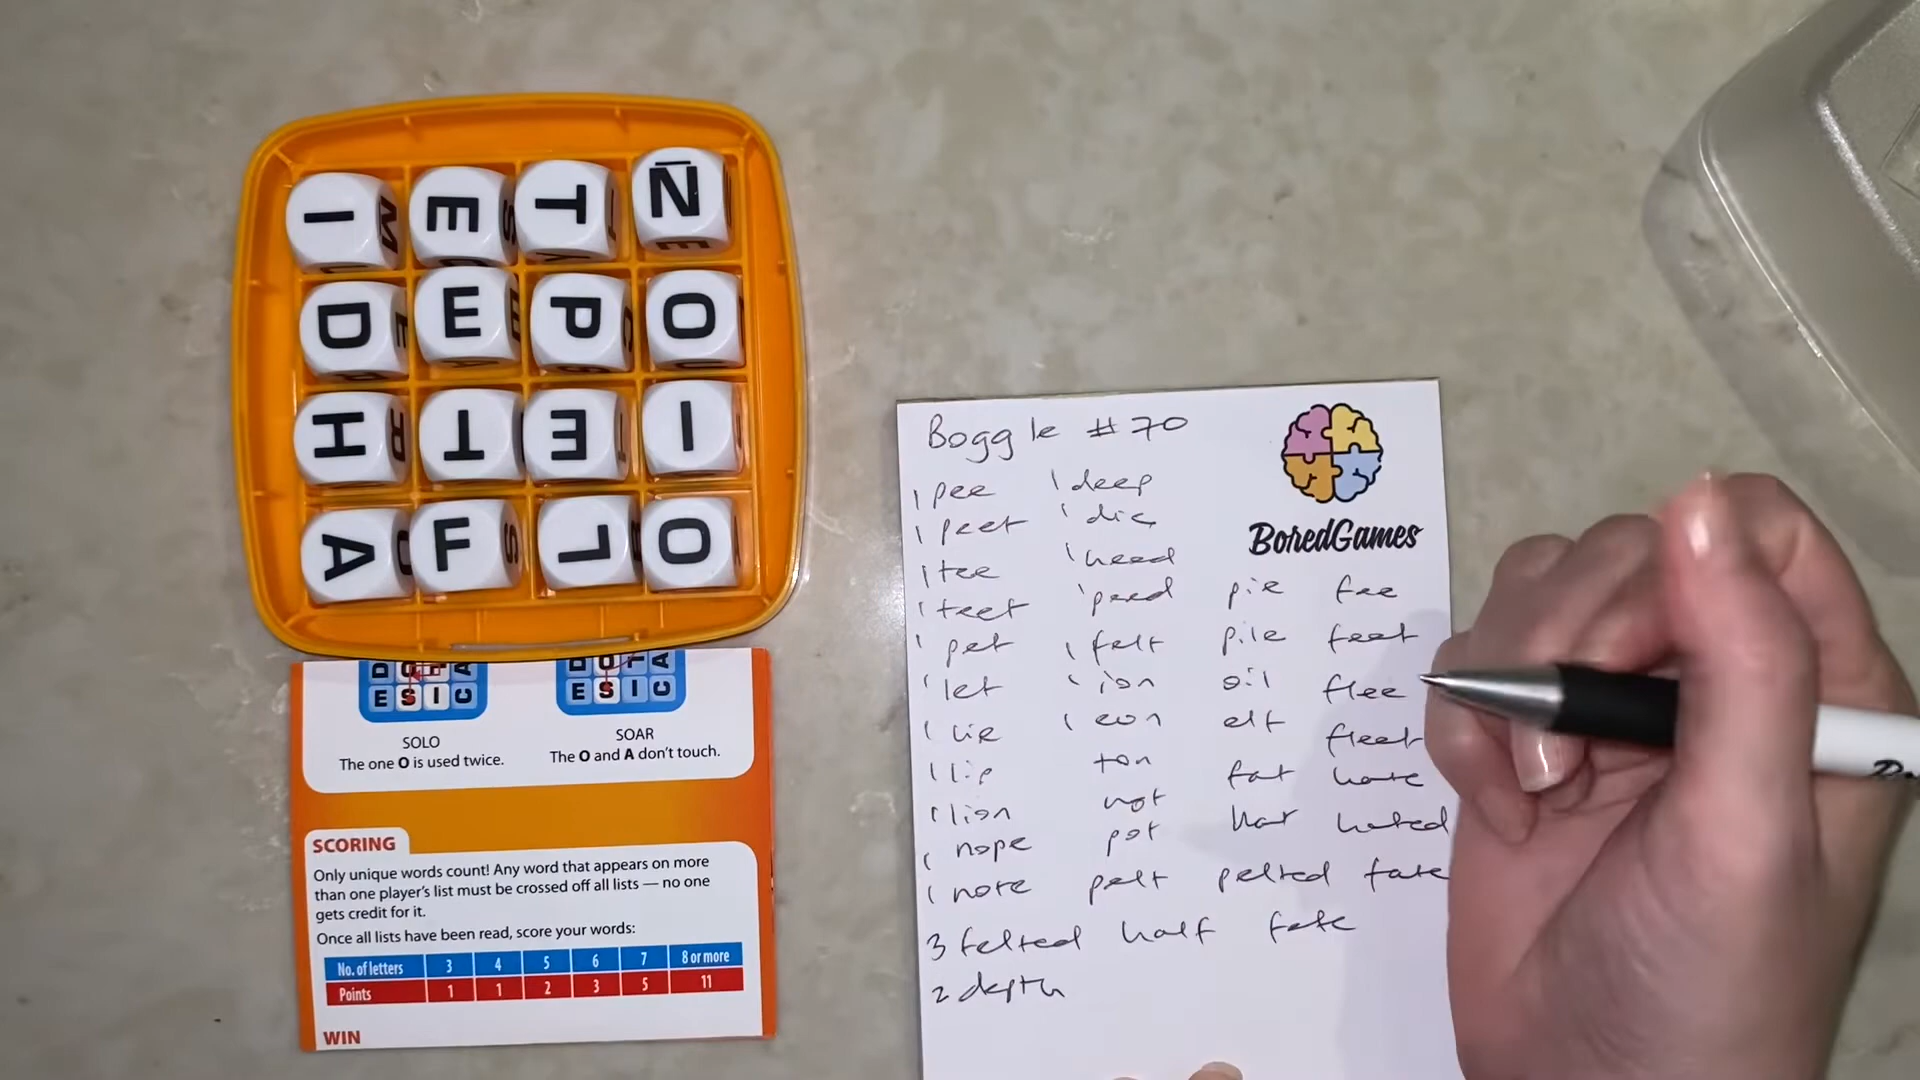 I E T N
D E P O
H T E I
A F L O
SOLO
The one O is used twice.
SOAR
The O and A don't touch.
SCORING
Only unique words count! Any word that appears on more
than one player's list must be crossed off all lists — no one
gets credit for it.
Once all lists have been read, score your words:
No. of letters 3 4 5 6 7 8 or more
Points 1 1 2 3 5 11
WIN
Boggle #70
BoredGames
1 pee 1 deep
1 peet 1 die
1 tee 1 heed
1 teet 1 peed pie fee
1 pet 1 felt pile feet
1 let 1 ion oil flee
1 lie 1 eon elf fleet
1 lip ton fat hate
1 lion not hat hated
1 nope pot
1 note pelt pelted fate
3 felted half fete
2 depth